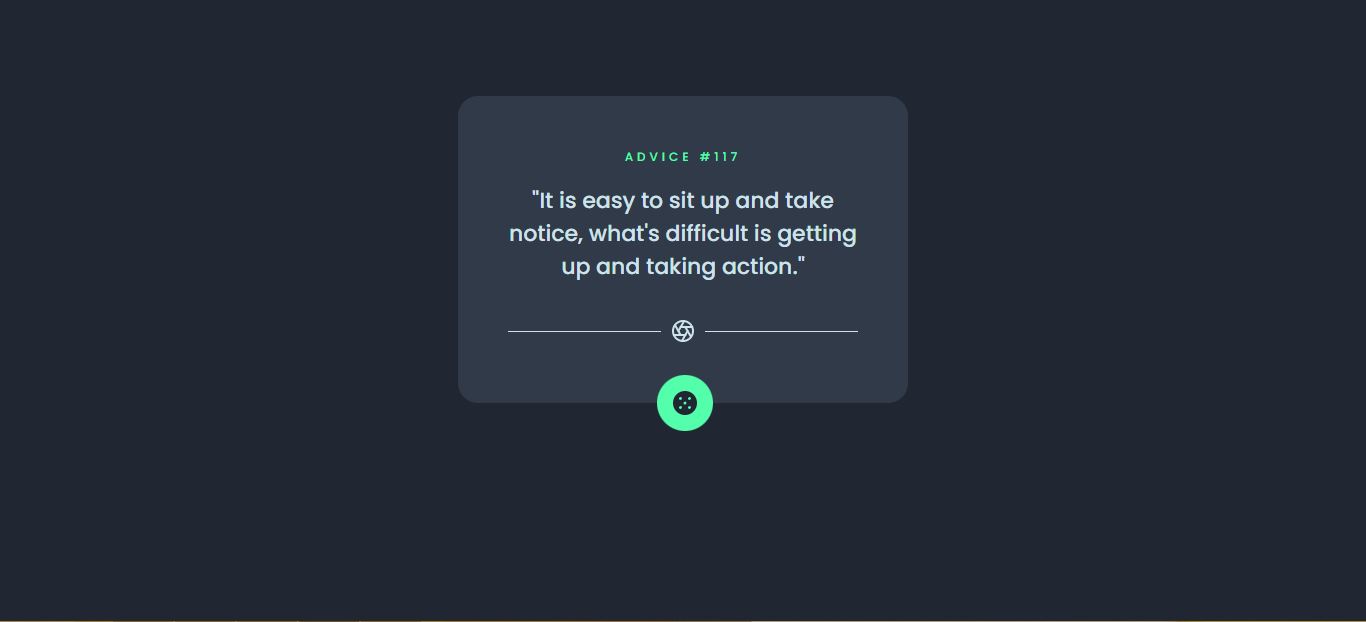 ADVICE #117
"It is easy to sit up and take
notice, what's difficult is getting
up and taking action."